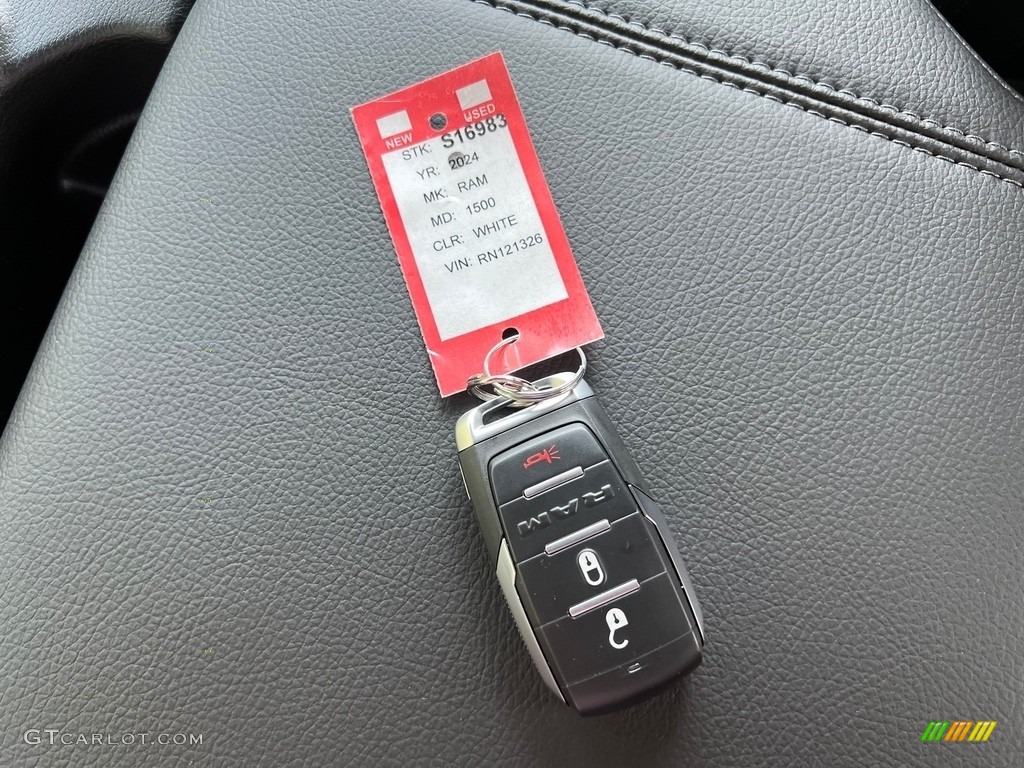 NEW USED
STK: S16983
YR: 2024
MK: RAM
MD: 1500
CLR: WHITE
VIN: RN121326
RAM
GTCARLOT.COM